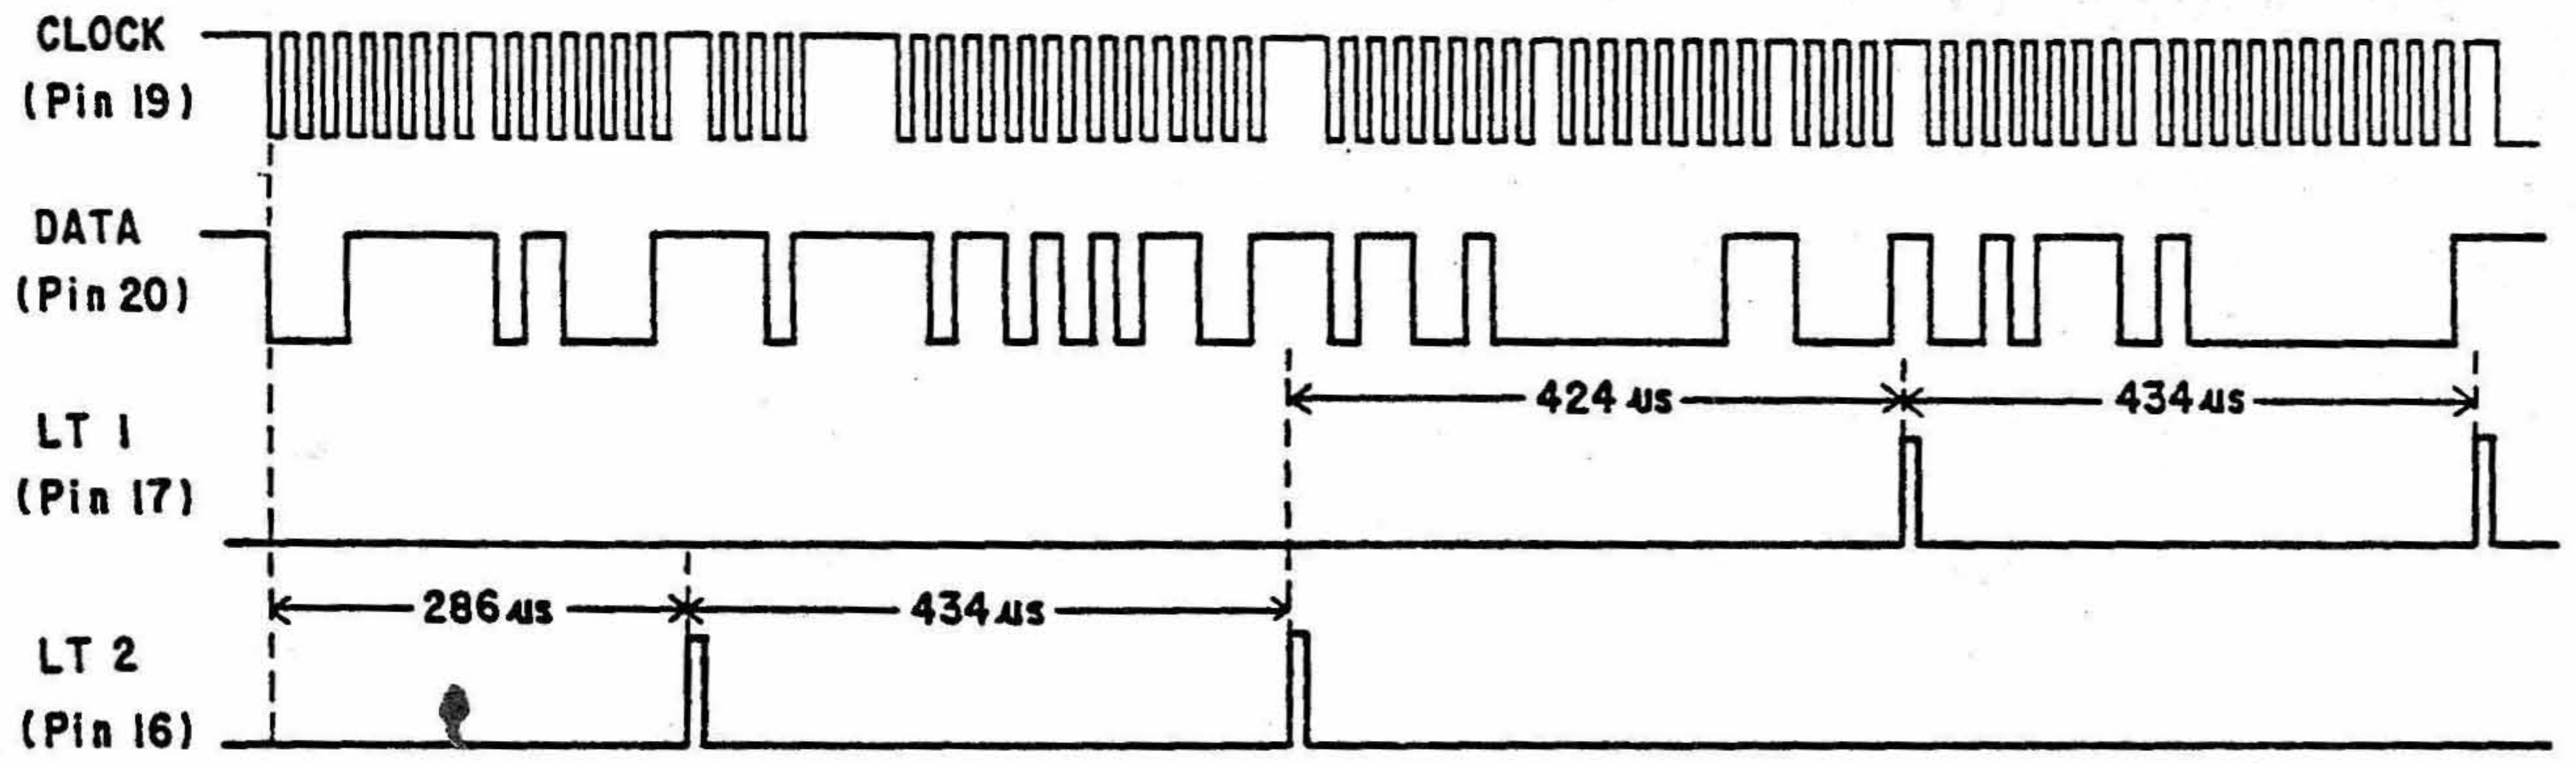 CLOCK
(Pin 19)
DATA
(Pin 20)
424 µs
434 µs
LT 1
(Pin 17)
286 µs
434 µs
LT 2
(Pin 16)